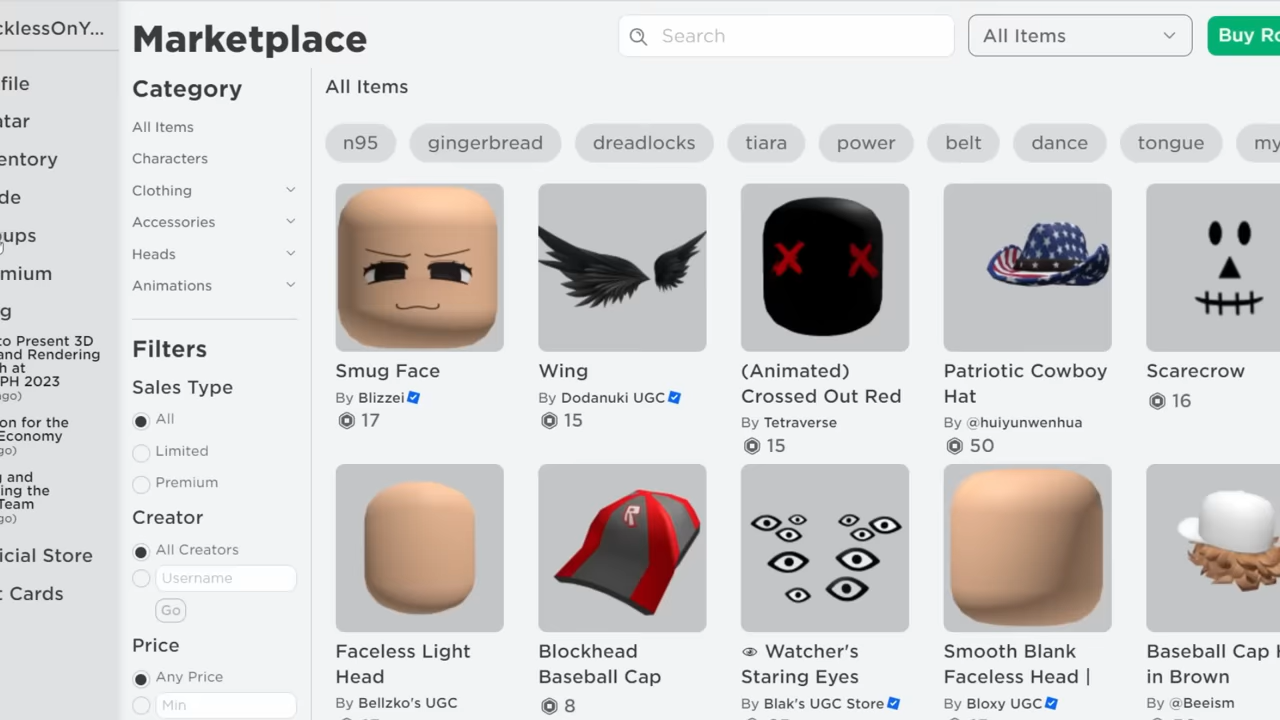 cklessOnY...
file
atar
entory
de
ups
mium
g
to Present 3D
and Rendering
h at
PH 2023
ago)
on for the
Economy
go)
g and
ing the
Team
go)
icial Store
t Cards
Marketplace
Search
All Items
Buy Ro
Category
All Items
Characters
Clothing
Accessories
Heads
Animations
Filters
Sales Type
All
Limited
Premium
Creator
All Creators
Username
Go
Price
Any Price
Min
All Items
n95 gingerbread dreadlocks tiara power belt dance tongue my
Smug Face
By Blizzei
17
Wing
By Dodanuki UGC
15
(Animated)
Crossed Out Red
By Tetraverse
15
Patriotic Cowboy
Hat
By @huiyunwenhua
50
Scarecrow
16
Faceless Light
Head
By Bellzko's UGC
Blockhead
Baseball Cap
8
Watcher's
Staring Eyes
By Blak's UGC Store
Smooth Blank
Faceless Head |
By Bloxy UGC
Baseball Cap H
in Brown
By @Beeism